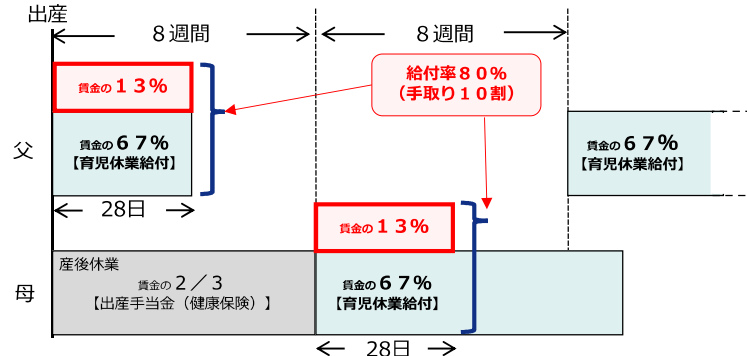 出産
８週間
８週間
給付率８０％
（手取り１０割）
賃金の１３％
父
賃金の６７％
【育児休業給付】
賃金の６７％
【育児休業給付】
28日
賃金の１３％
母
産後休業
賃金の２／３
【出産手当金（健康保険）】
賃金の６７％
【育児休業給付】
28日